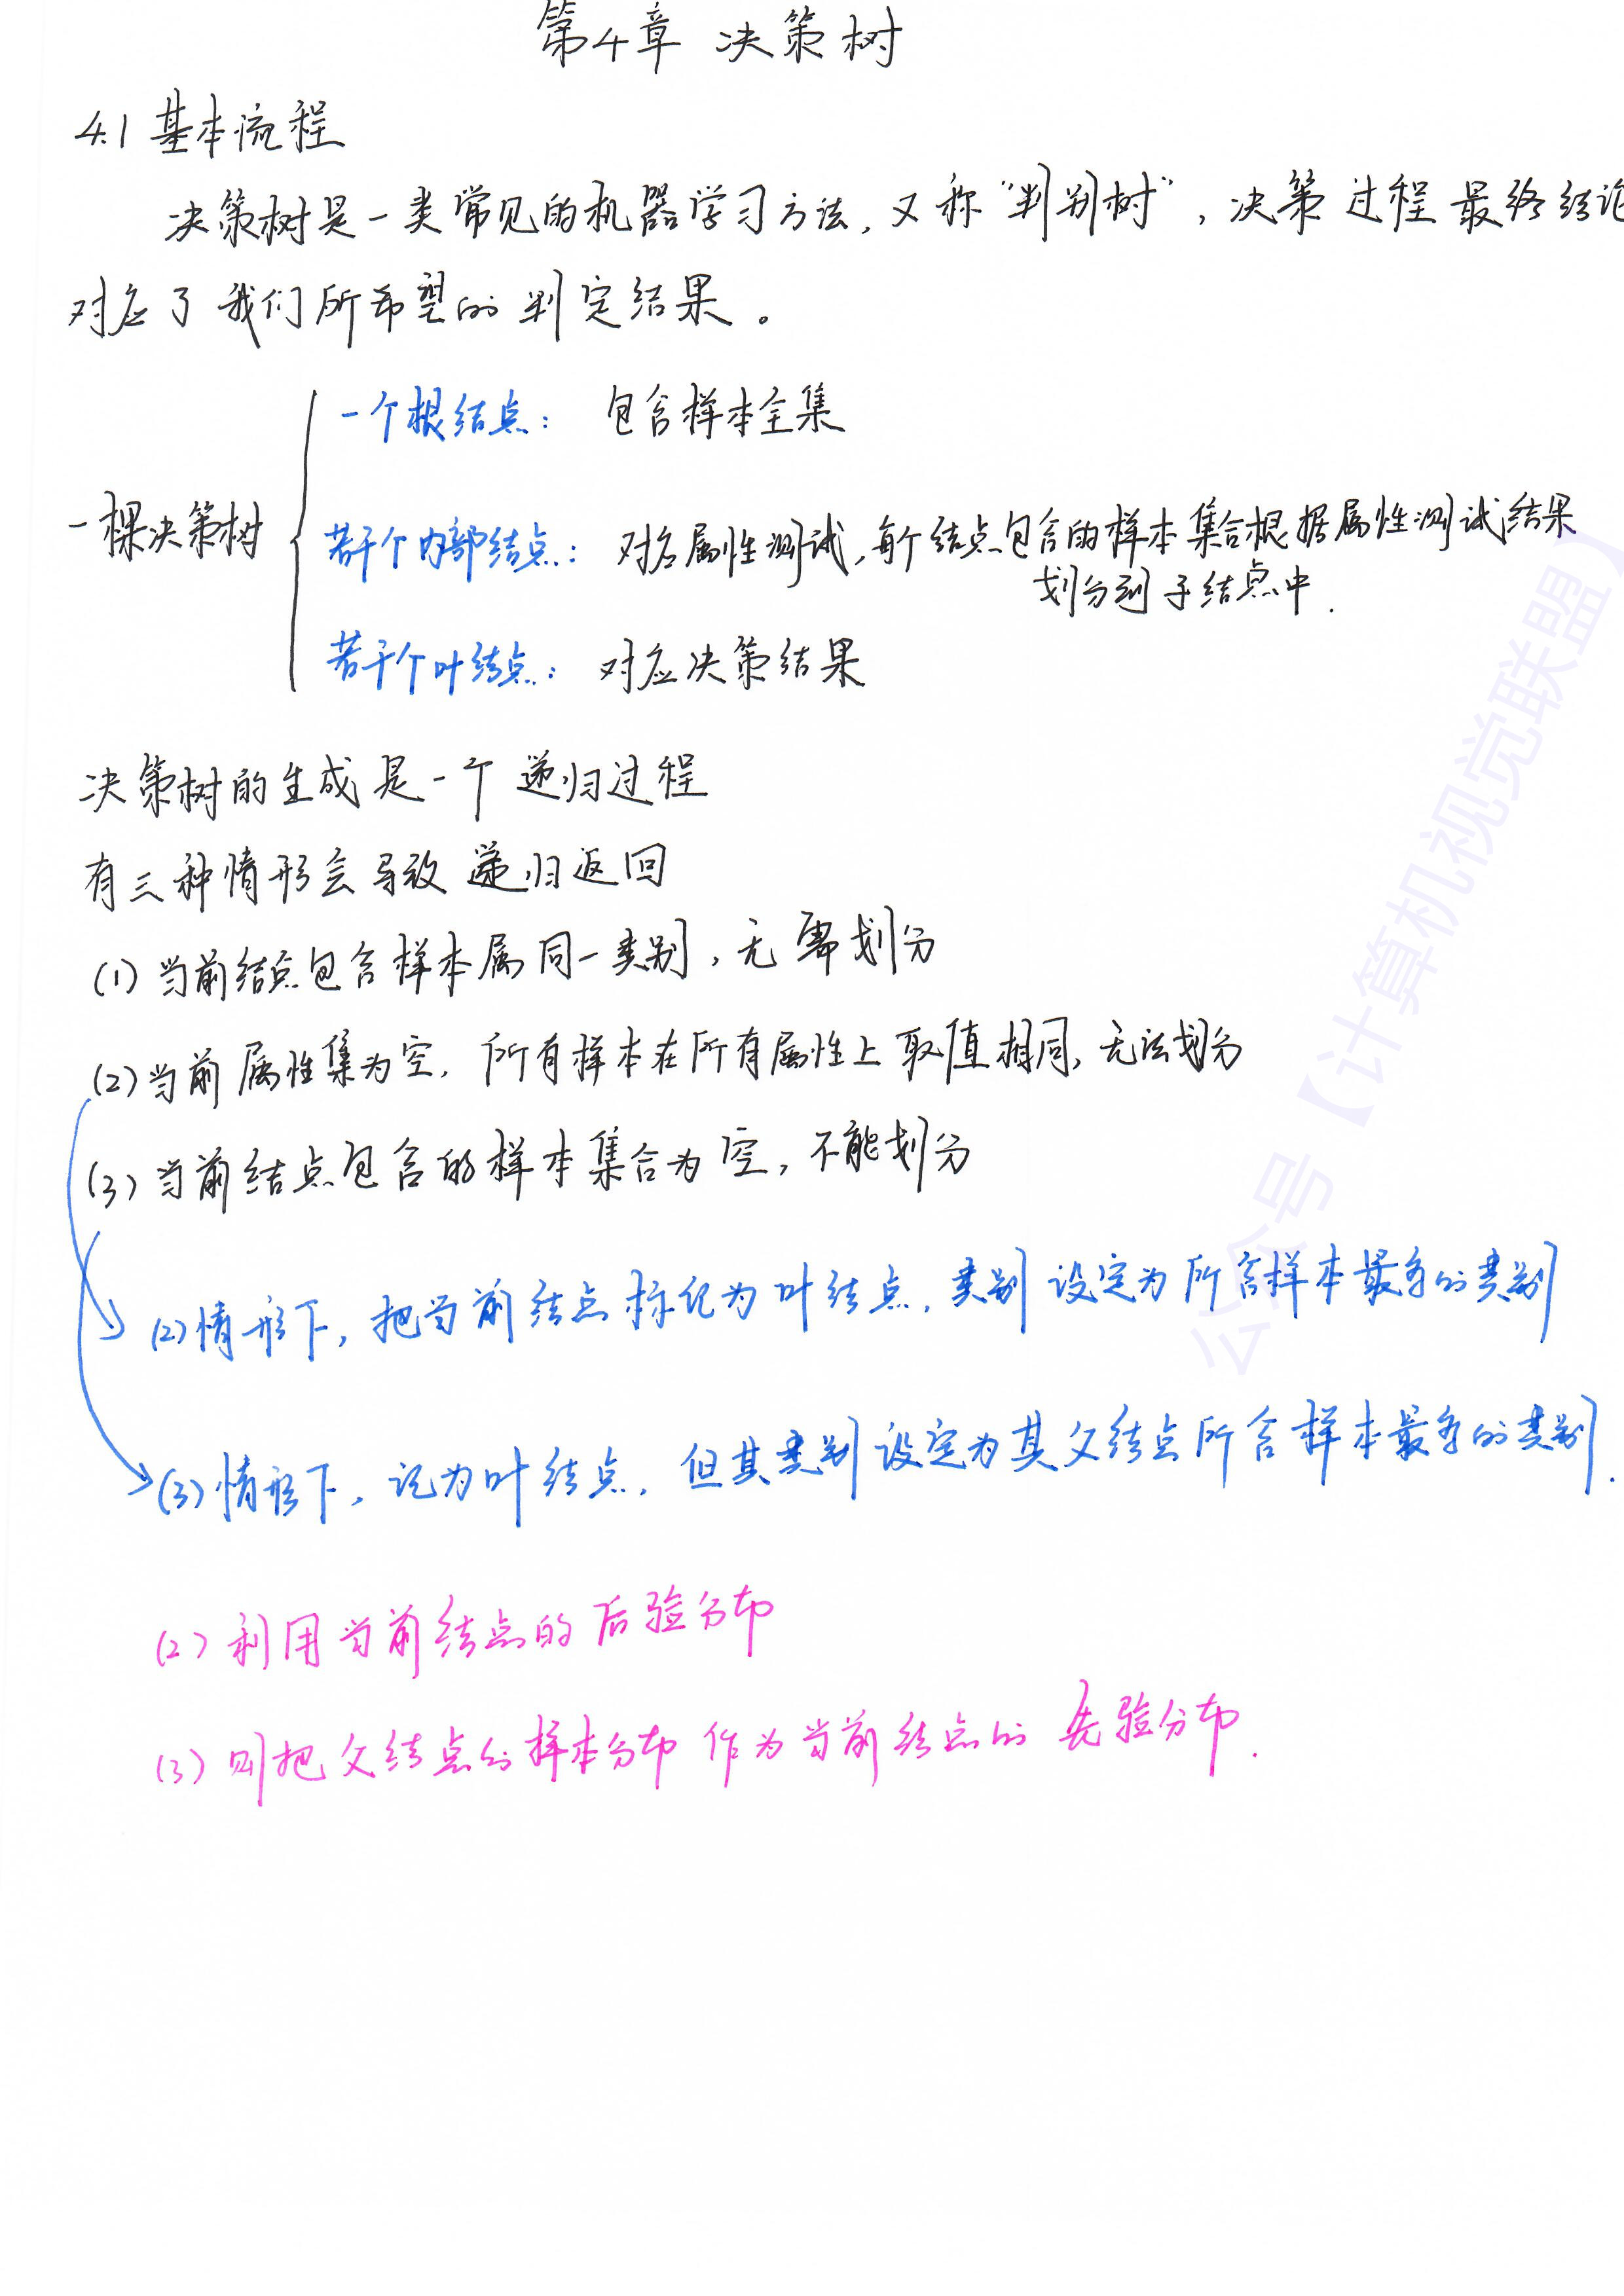 第4章 决策树
4.1 基本流程
决策树是一类常见的机器学习方法,又称"判别树",决策过程最终结论
对应了我们所希望的判定结果。
一个根结点: 包含样本全集
一棵决策树
若干个内部结点: 对应属性测试,每个结点包含的样本集合根据属性测试结果
划分到子结点中.
若干个叶结点: 对应决策结果
决策树的生成是一个递归过程
有三种情形会导致递归返回
(1)当前结点包含样本属同一类别,无需划分
(2)当前属性集为空,所有样本在所有属性上取值相同,无法划分
(3)当前结点包含的样本集合为空,不能划分
(2)情形下,把当前结点标记为叶结点,类别设定为所含样本最多的类别
(3)情形下,记为叶结点,但其类别设定为其父结点所含样本最多的类别.
(2)利用当前结点的后验分布
(3)则把父结点的样本分布作为当前结点的先验分布.
公众号【计算机视觉联盟】